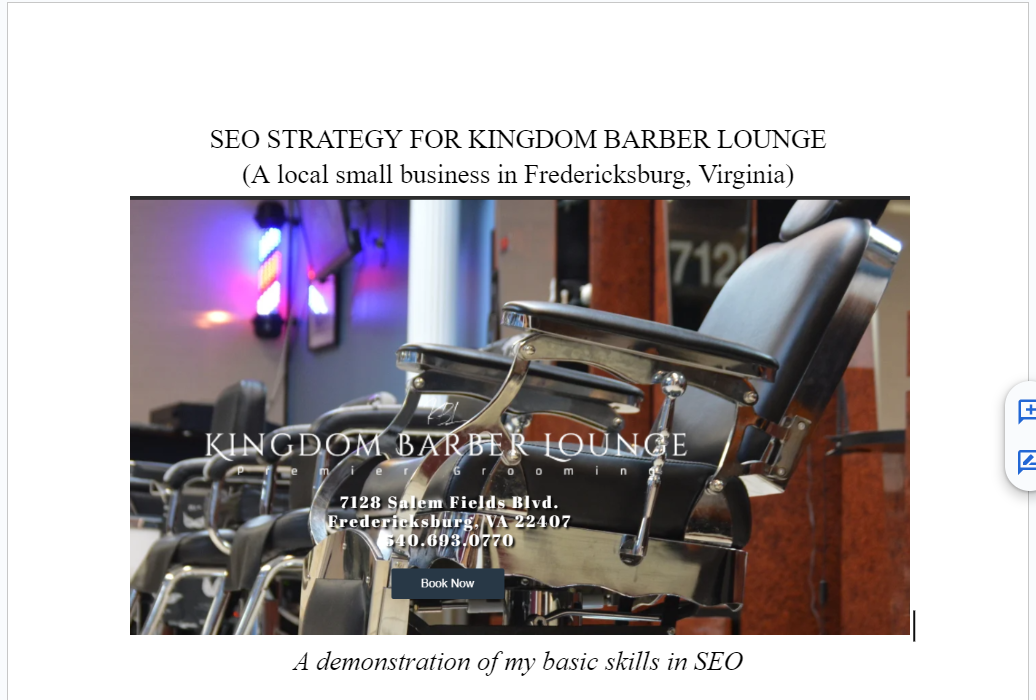 SEO STRATEGY FOR KINGDOM BARBER LOUNGE
(A local small business in Fredericksburg, Virginia)
712
KINGDOM BARBER LOUNGE
Premier Grooming
7128 Salem Fields Blvd.
Fredericksburg, VA 22407
540.693.0770
Book Now
A demonstration of my basic skills in SEO